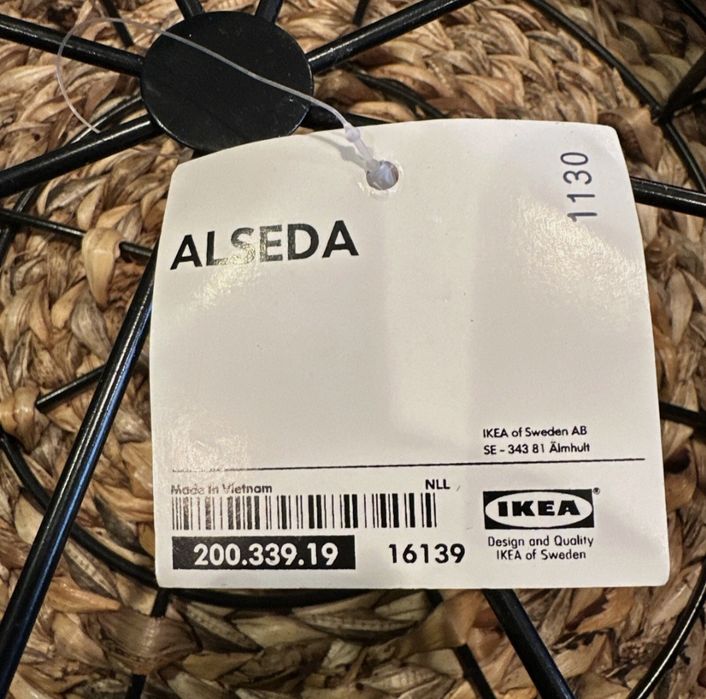 1130
ALSEDA
IKEA of Sweden AB
SE - 343 81 Älmhult
Made in Vietnam
NLL
200.339.19
16139
IKEA®
Design and Quality
IKEA of Sweden